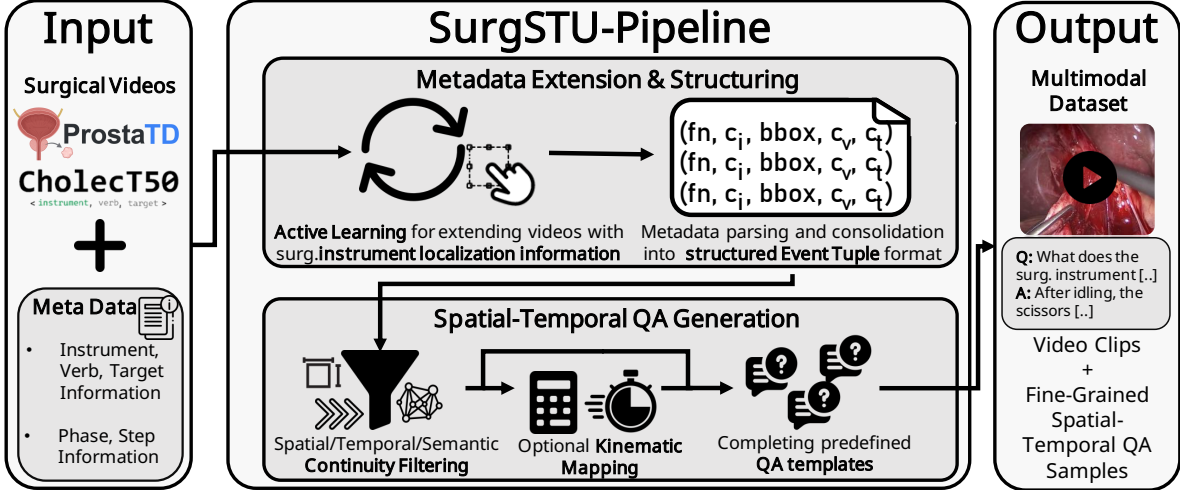 Input
Surgical Videos
ProstaTD
CholecT50
< instrument, verb, target >
Meta Data
• Instrument,
Verb, Target
Information
• Phase, Step
Information
SurgSTU-Pipeline
Metadata Extension & Structuring
(fn, ci, bbox, cv, ct)
(fn, ci, bbox, cv, ct)
(fn, ci, bbox, cv, ct)
Active Learning for extending videos with
surg.instrument localization information
Metadata parsing and consolidation
into structured Event Tuple format
Spatial-Temporal QA Generation
Spatial/Temporal/Semantic
Continuity Filtering
Optional Kinematic
Mapping
? ? ?
Completing predefined
QA templates
Output
Multimodal
Dataset
Q: What does the
surg. instrument [..]
A: After idling, the
scissors [..]
Video Clips
+
Fine-Grained
Spatial-
Temporal QA
Samples